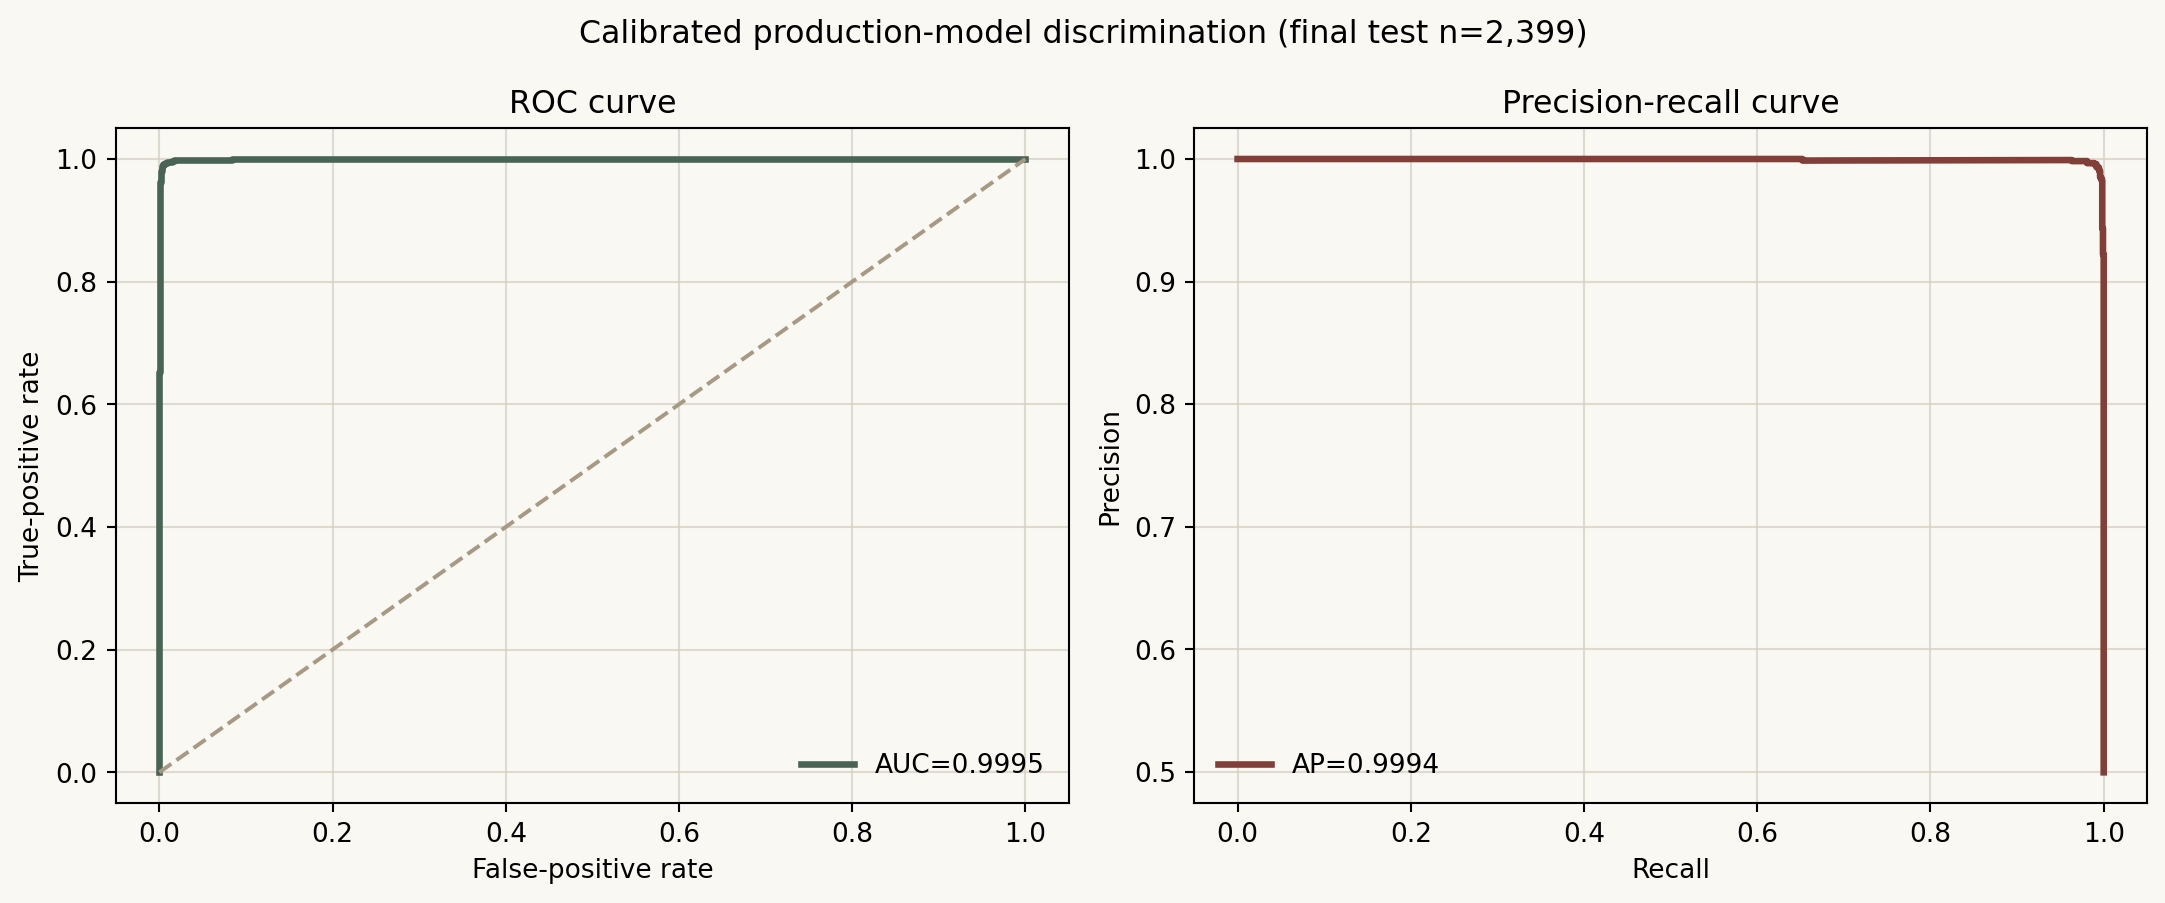 Calibrated production-model discrimination (final test n=2,399)
ROC curve
True-positive rate
1.0
0.8
0.6
0.4
0.2
0.0
AUC=0.9995
0.0 0.2 0.4 0.6 0.8 1.0
False-positive rate
Precision-recall curve
Precision
1.0
0.9
0.8
0.7
0.6
0.5
AP=0.9994
0.0 0.2 0.4 0.6 0.8 1.0
Recall